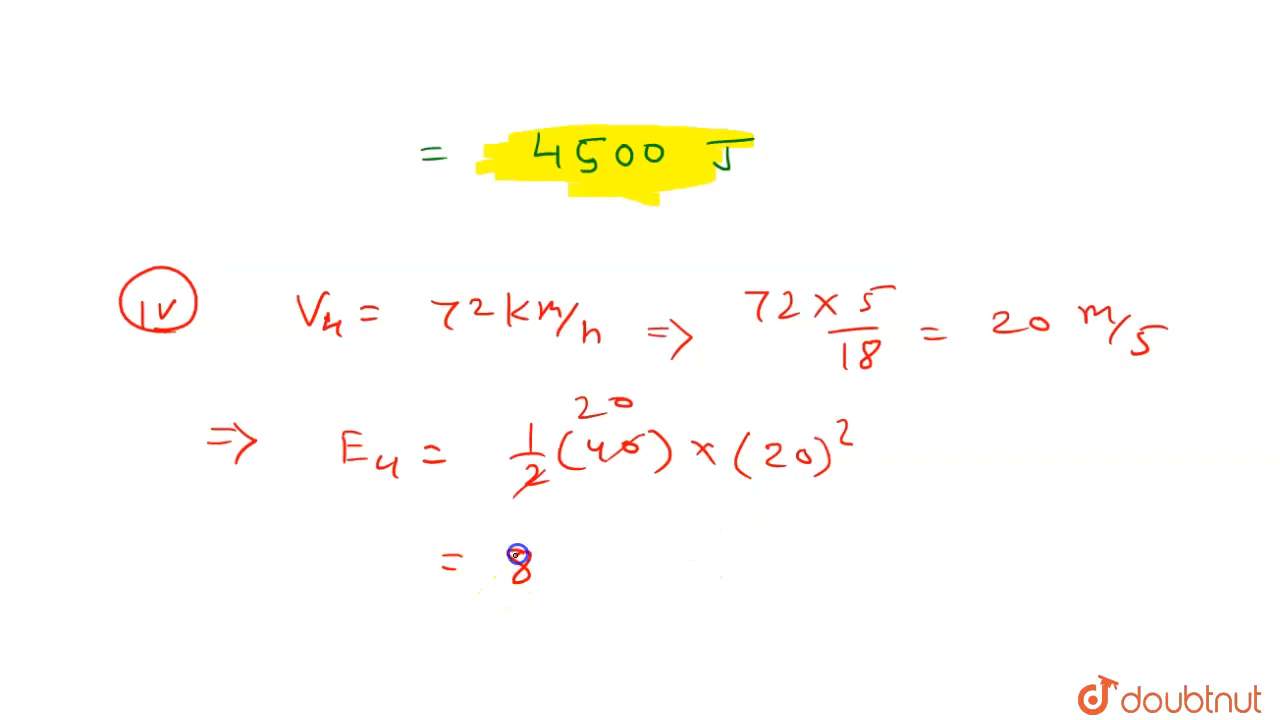 = 4500 J
iv V4 = 72 km/h => 72 × 5/18 = 20 m/s
20
=> E4 = 1/2 (40) × (20)²
= 8
doubtnut